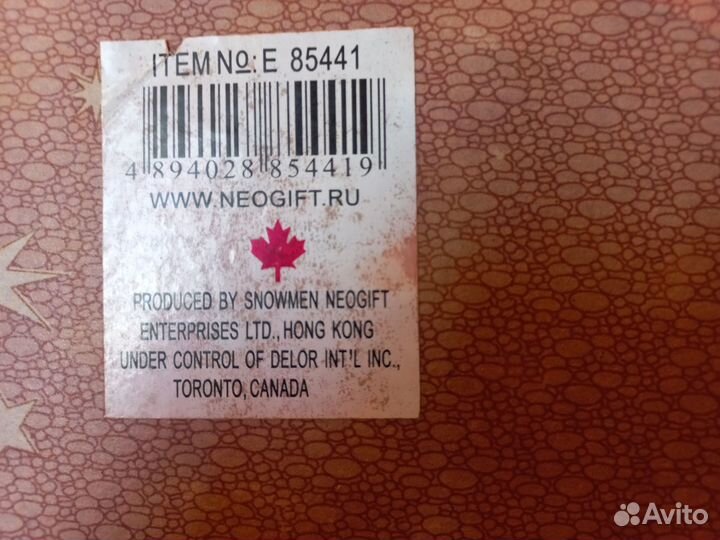 ITEM №: E 85441
4 894028 854419
WWW.NEOGIFT.RU
PRODUCED BY SNOWMEN NEOGIFT
ENTERPRISES LTD., HONG KONG
UNDER CONTROL OF DELOR INT'L INC.,
TORONTO, CANADA
Avito